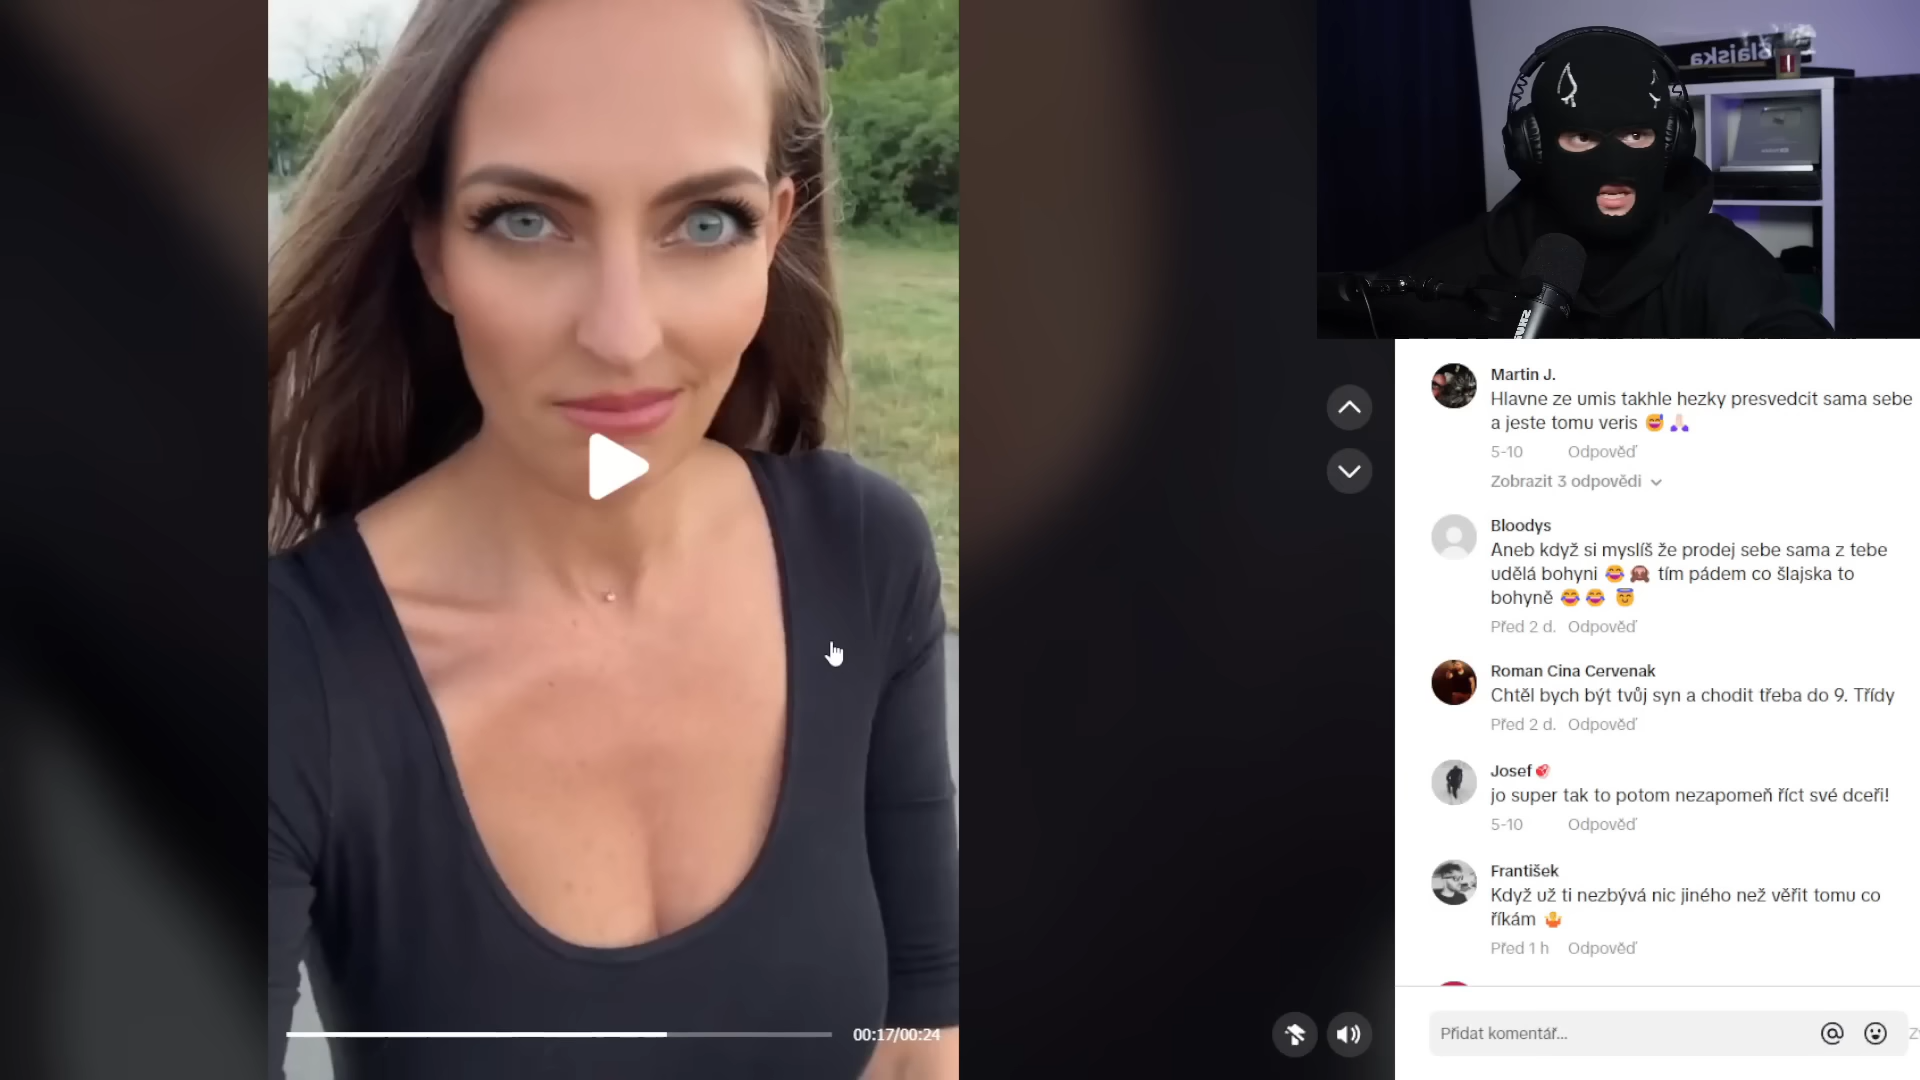 šlajska
Martin J.
Hlavne ze umis takhle hezky presvedcit sama sebe
a jeste tomu veris 😅🙏🏻
5-10 Odpověď
Zobrazit 3 odpovědi
Bloodys
Aneb když si myslíš že prodej sebe sama z tebe
udělá bohyni 😂🙊 tím pádem co šlajska to
bohyně 😂😂 😇
Před 2 d. Odpověď
Roman Cina Cervenak
Chtěl bych být tvůj syn a chodit třeba do 9. Třídy
Před 2 d. Odpověď
Josef🥩
jo super tak to potom nezapomeň říct své dceři!
5-10 Odpověď
František
Když už ti nezbývá nic jiného než věřit tomu co
říkám 🤷
Před 1 h Odpověď
00:17/00:24
Přidat komentář...